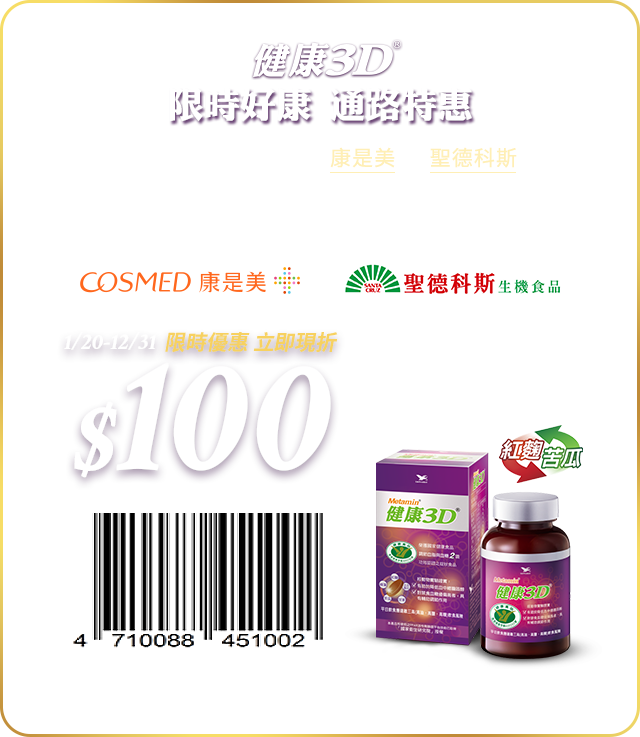 健康3D®
限時好康 通路特惠
康是美 聖德科斯
COSMED 康是美
SANTA CRUZ 聖德科斯 生機食品
1/20-12/31 限時優惠 立即現折
$100
紅麴 苦瓜
Metamin®
健康3D®
4 710088 451002
Metamin®
健康3D®